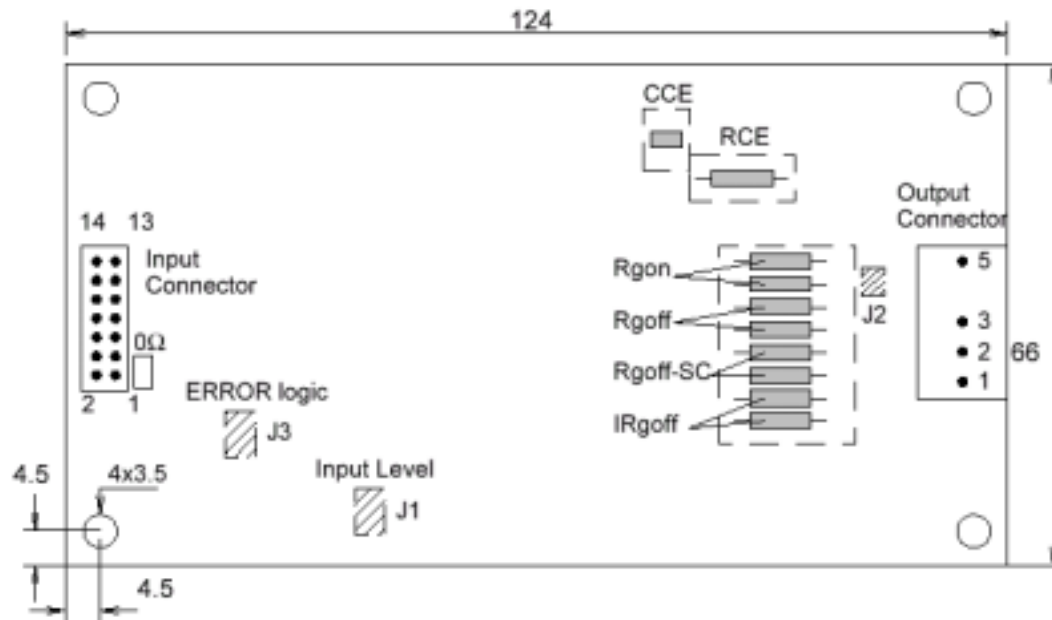 124
CCE
RCE
Output
Connector
14 13
Input
Connector
Rgon
5
J2
Rgoff
3
0Ω
2
66
Rgoff-SC
1
2 1
ERROR logic
J3
IRgoff
4.5
4x3.5
Input Level
J1
4.5